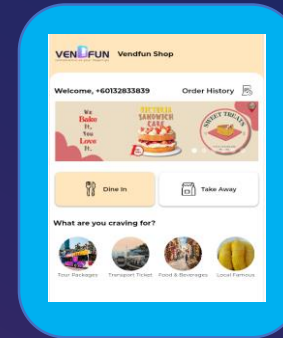 VENDFUN Vendfun Shop
Welcome, +60132833839 Order History
We
Bake
It,
You
Love
It.
VICTORIA
SANDWICH
CAKE
SWEET TREATS
Dine In
Take Away
What are you craving for?
Tour Packages Transport Ticket Food & Beverages Local Famous